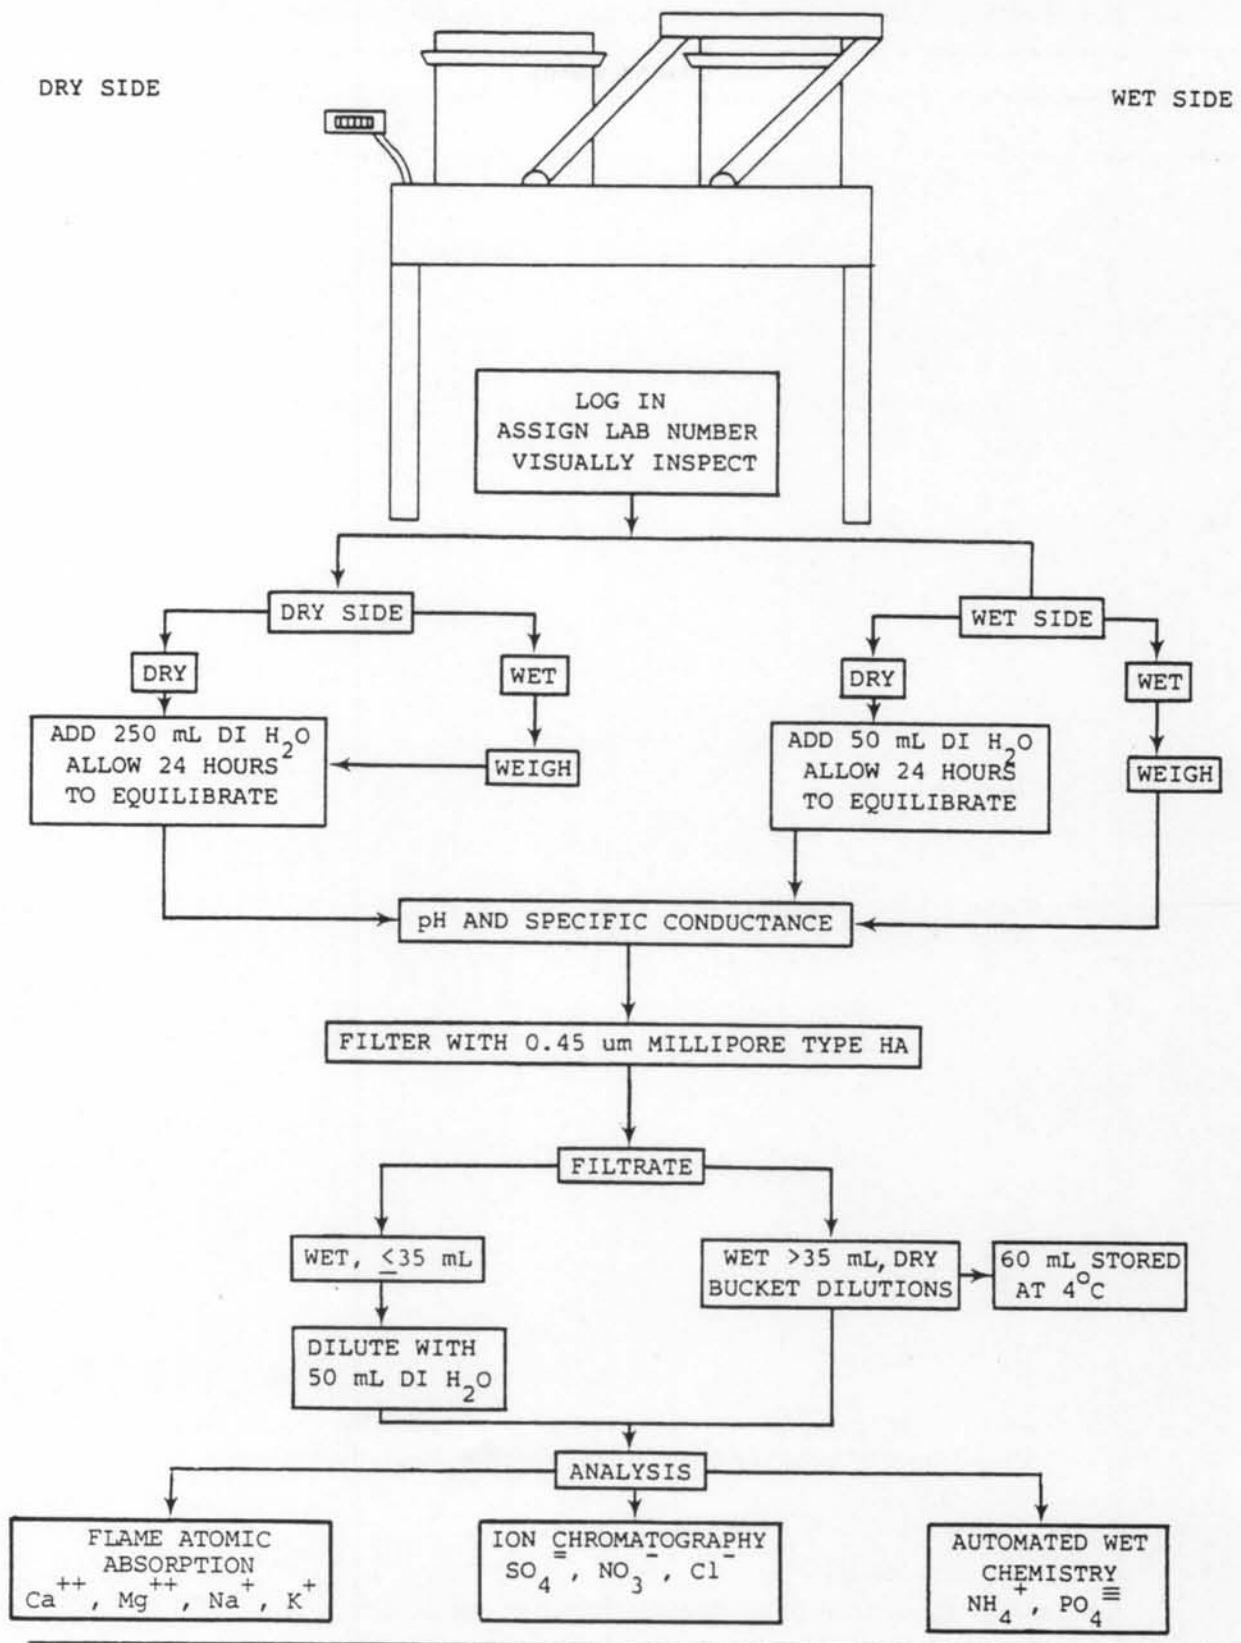 DRY SIDE
WET SIDE
LOG IN
ASSIGN LAB NUMBER
VISUALLY INSPECT
DRY SIDE
WET SIDE
DRY
WET
DRY
WET
ADD 250 mL DI H₂O
ALLOW 24 HOURS
TO EQUILIBRATE
WEIGH
ADD 50 mL DI H₂O
ALLOW 24 HOURS
TO EQUILIBRATE
WEIGH
pH AND SPECIFIC CONDUCTANCE
FILTER WITH 0.45 um MILLIPORE TYPE HA
FILTRATE
WET, ≤35 mL
WET >35 mL, DRY
BUCKET DILUTIONS
60 mL STORED
AT 4°C
DILUTE WITH
50 mL DI H₂O
ANALYSIS
FLAME ATOMIC
ABSORPTION
Ca⁺⁺, Mg⁺⁺, Na⁺, K⁺
ION CHROMATOGRAPHY
SO₄⁼, NO₃⁻, Cl⁻
AUTOMATED WET
CHEMISTRY
NH₄⁺, PO₄≡